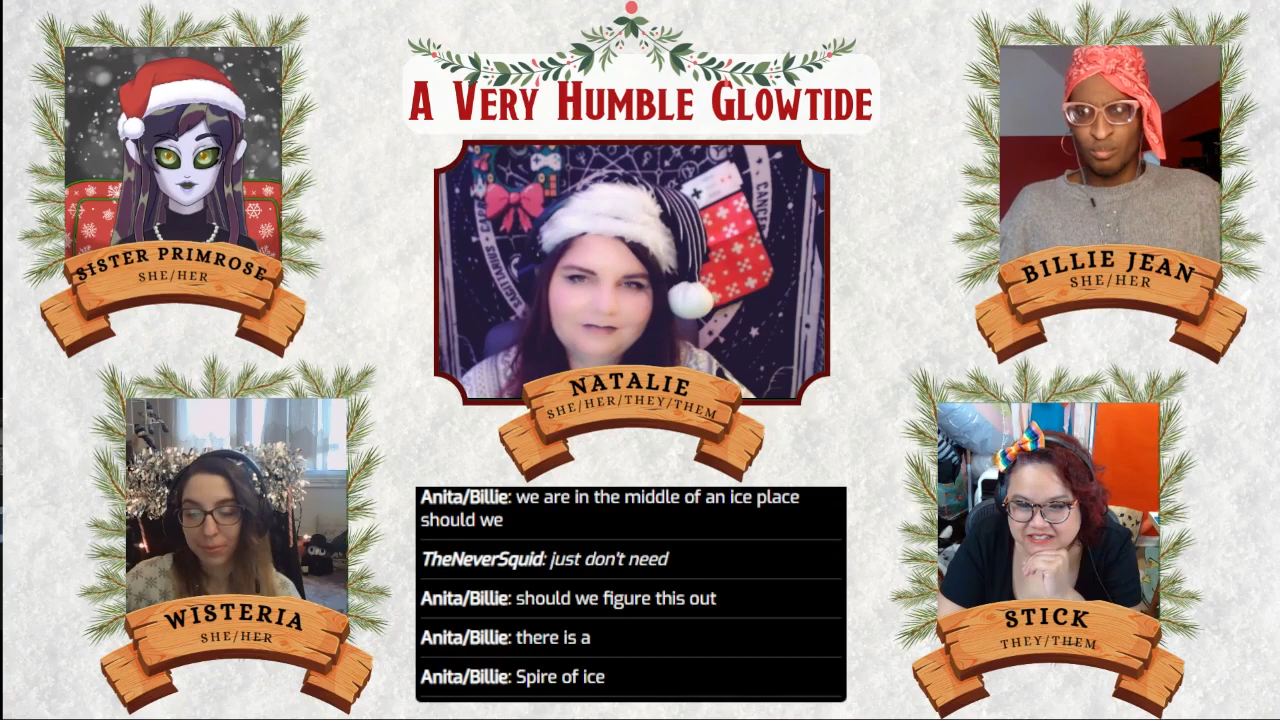 A Very Humble Glowtide
SISTER PRIMROSE
SHE/HER
BILLIE JEAN
SHE/HER
CANCER
SAGITTARIUS
NATALIE
SHE/HER/THEY/THEM
WISTERIA
SHE/HER
STICK
THEY/THEM
Anita/Billie: we are in the middle of an ice place
should we
TheNeverSquid: just don't need
Anita/Billie: should we figure this out
Anita/Billie: there is a
Anita/Billie: Spire of ice